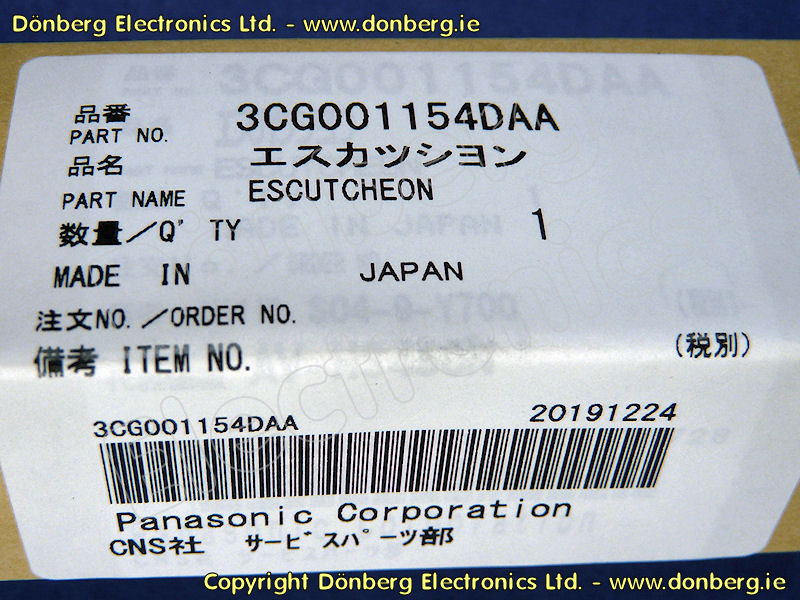 Dönberg Electronics Ltd. - www.donberg.ie
品番 3CG001154DAA
PART NO.
品名 エスカツシヨン
PART NAME ESCUTCHEON
数量/Q'TY 1
MADE IN JAPAN
注文NO./ORDER NO.
備考 ITEM NO. (税別)
3CG001154DAA 20191224
Panasonic Corporation
CNS社 サービスパーツ部
Copyright Dönberg Electronics Ltd. - www.donberg.ie